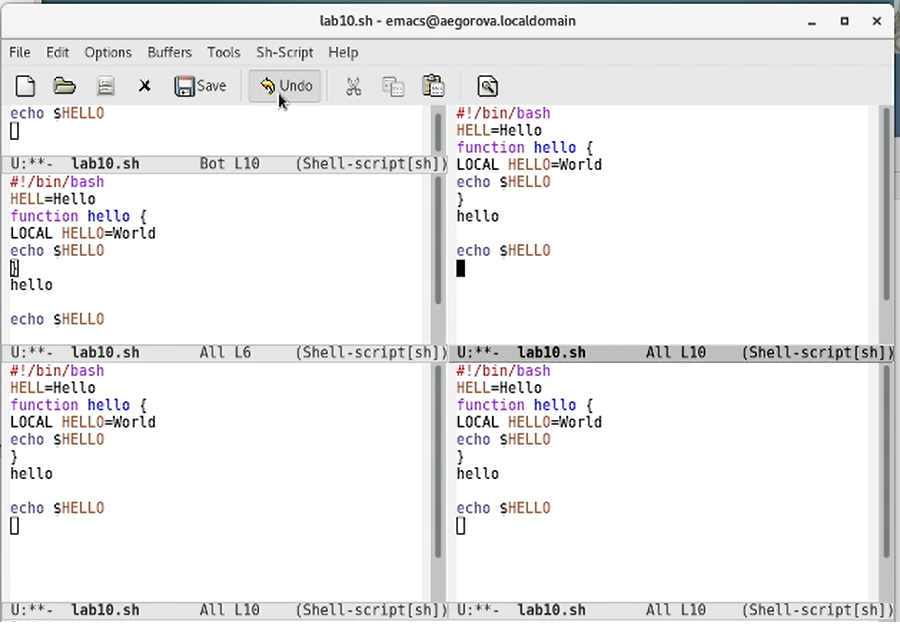 lab10.sh - emacs@aegorova.localdomain
File Edit Options Buffers Tools Sh-Script Help
Save Undo
echo $HELLO
U:**- lab10.sh Bot L10 (Shell-script[sh])
#!/bin/bash
HELL=Hello
function hello {
LOCAL HELLO=World
echo $HELLO
}
hello
echo $HELLO
U:**- lab10.sh All L6 (Shell-script[sh])
#!/bin/bash
HELL=Hello
function hello {
LOCAL HELLO=World
echo $HELLO
}
hello
echo $HELLO
U:**- lab10.sh All L10 (Shell-script[sh])
#!/bin/bash
HELL=Hello
function hello {
LOCAL HELLO=World
echo $HELLO
}
hello
echo $HELLO
U:**- lab10.sh All L10 (Shell-script[sh])
#!/bin/bash
HELL=Hello
function hello {
LOCAL HELLO=World
echo $HELLO
}
hello
echo $HELLO
U:**- lab10.sh All L10 (Shell-script[sh])